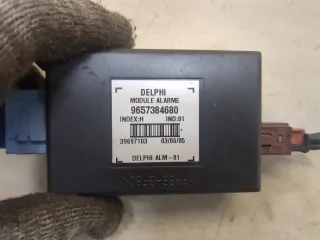 DELPHI
MODULE ALARME
9657384680
INDEX:H IND:01
39697103 03/06/05
DELPHI ALM-01